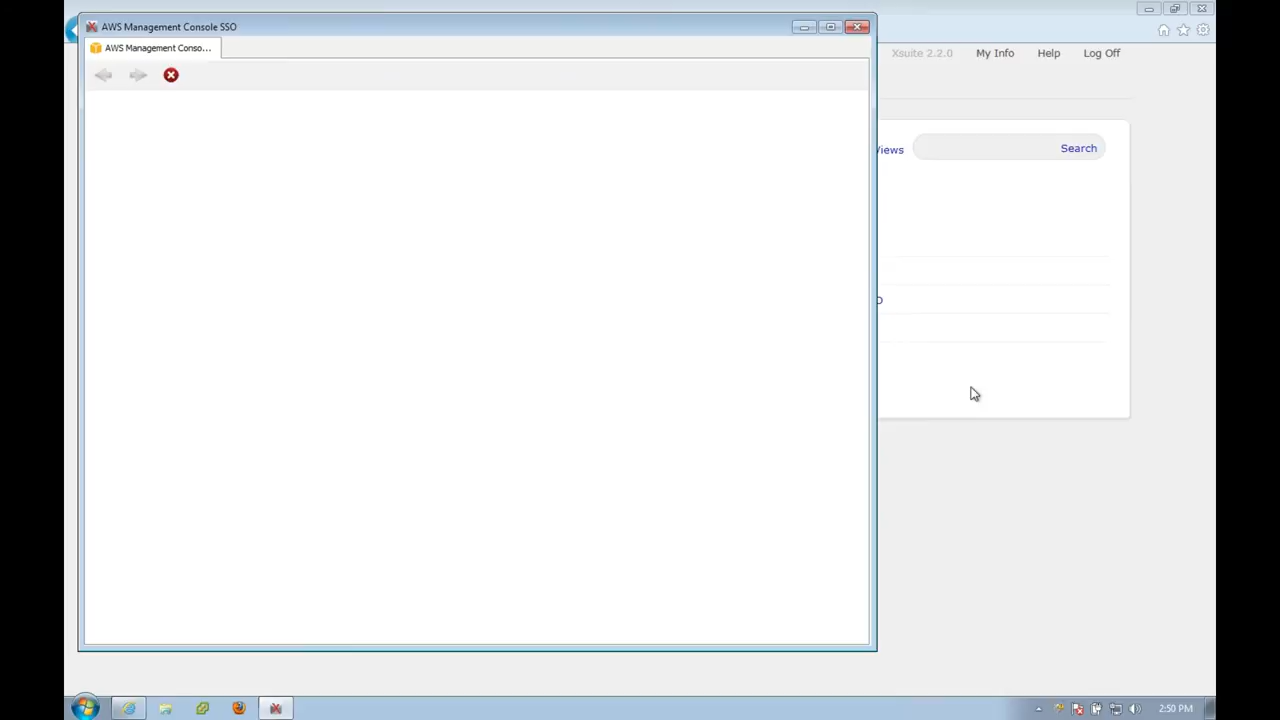 AWS Management Console SSO
AWS Management Conso...
Xsuite 2.2.0 My Info Help Log Off
Views
Search
2:50 PM